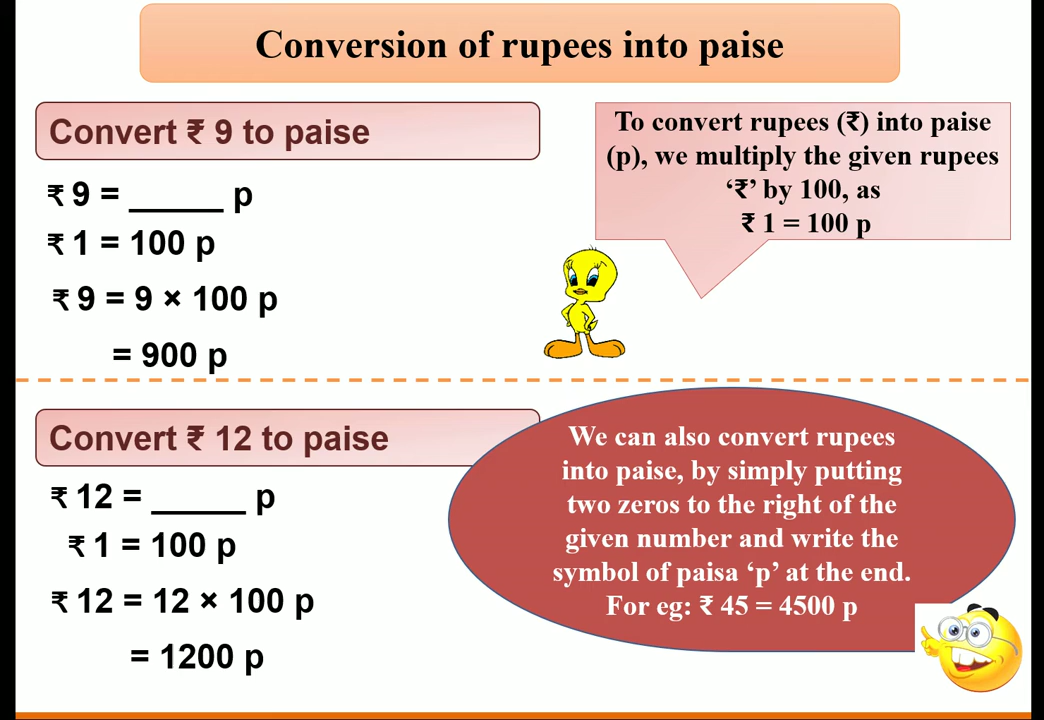 Conversion of rupees into paise
Convert ₹ 9 to paise
₹ 9 = _____ p
₹ 1 = 100 p
₹ 9 = 9 × 100 p
= 900 p
To convert rupees (₹) into paise
(p), we multiply the given rupees
‘₹’ by 100, as
₹ 1 = 100 p
Convert ₹ 12 to paise
₹ 12 = _____ p
₹ 1 = 100 p
₹ 12 = 12 × 100 p
= 1200 p
We can also convert rupees
into paise, by simply putting
two zeros to the right of the
given number and write the
symbol of paisa ‘p’ at the end.
For eg: ₹ 45 = 4500 p